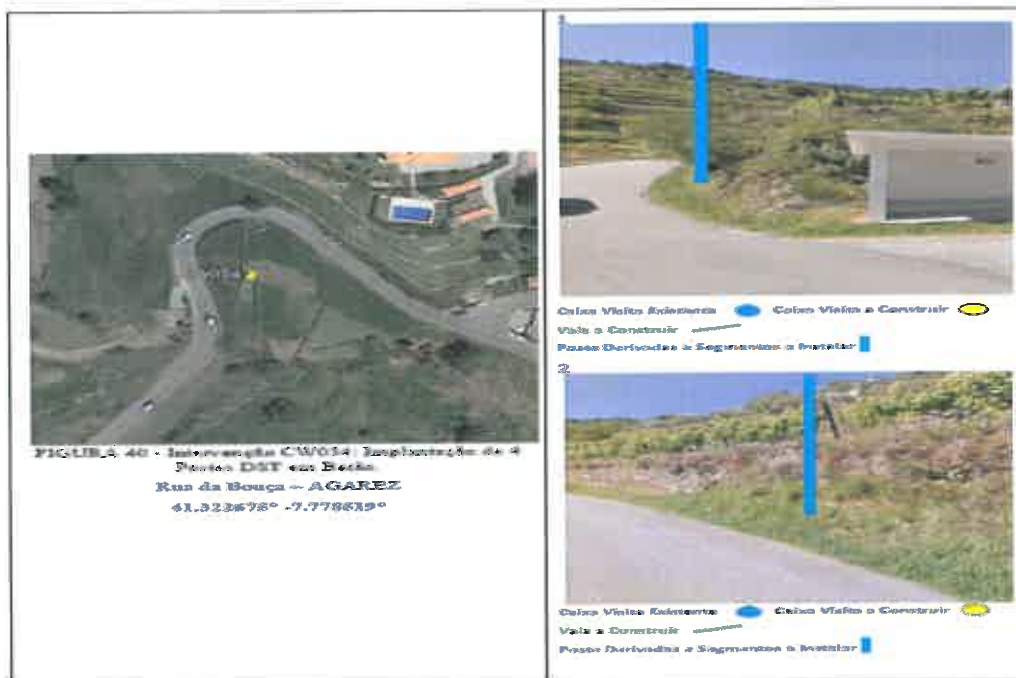 FIGURA 40 - Intervenção CW034: Implantação de 4
Postes DST em Betão
Rua da Bouça – AGAREZ
41.323676° -7.778619°
1
Caixa Visita Existente Caixa Visita a Construir
Vala a Construir
Postes Derivados e Segmentos a Instalar
2
Caixa Visita Existente Caixa Visita a Construir
Vala a Construir
Postes Derivados e Segmentos a Instalar